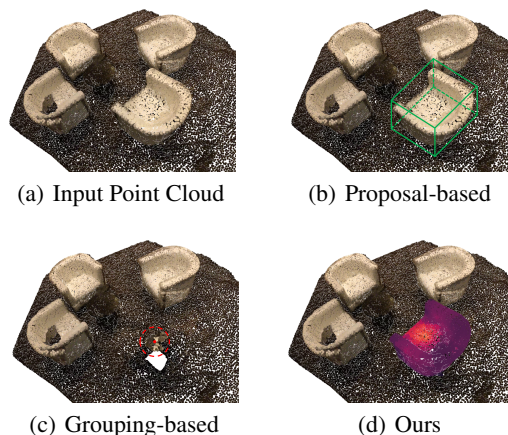 (a) Input Point Cloud
(b) Proposal-based
(c) Grouping-based
(d) Ours